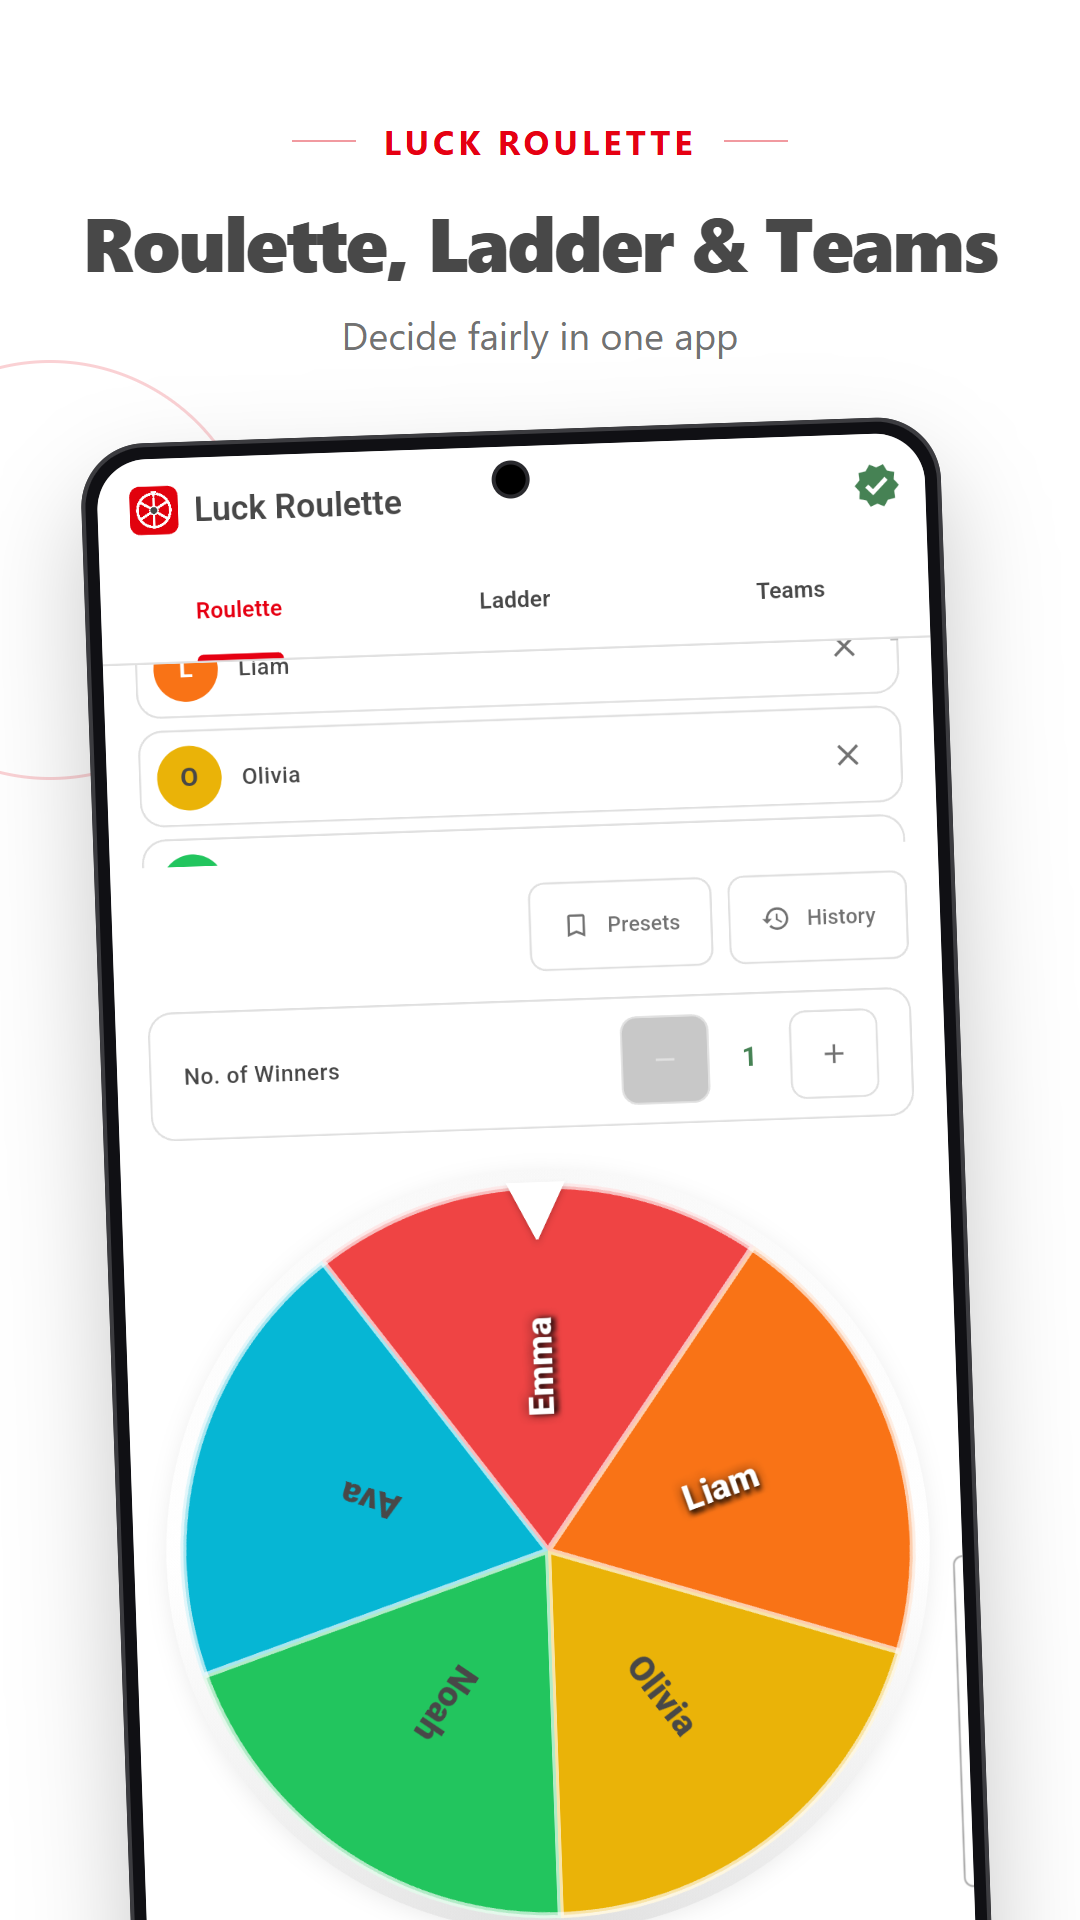 LUCK ROULETTE
Roulette, Ladder & Teams
Decide fairly in one app
Luck Roulette
Roulette
Ladder
Teams
L
Liam
O
Olivia
Presets
History
No. of Winners
1
Emma
Liam
Ava
Noah
Olivia